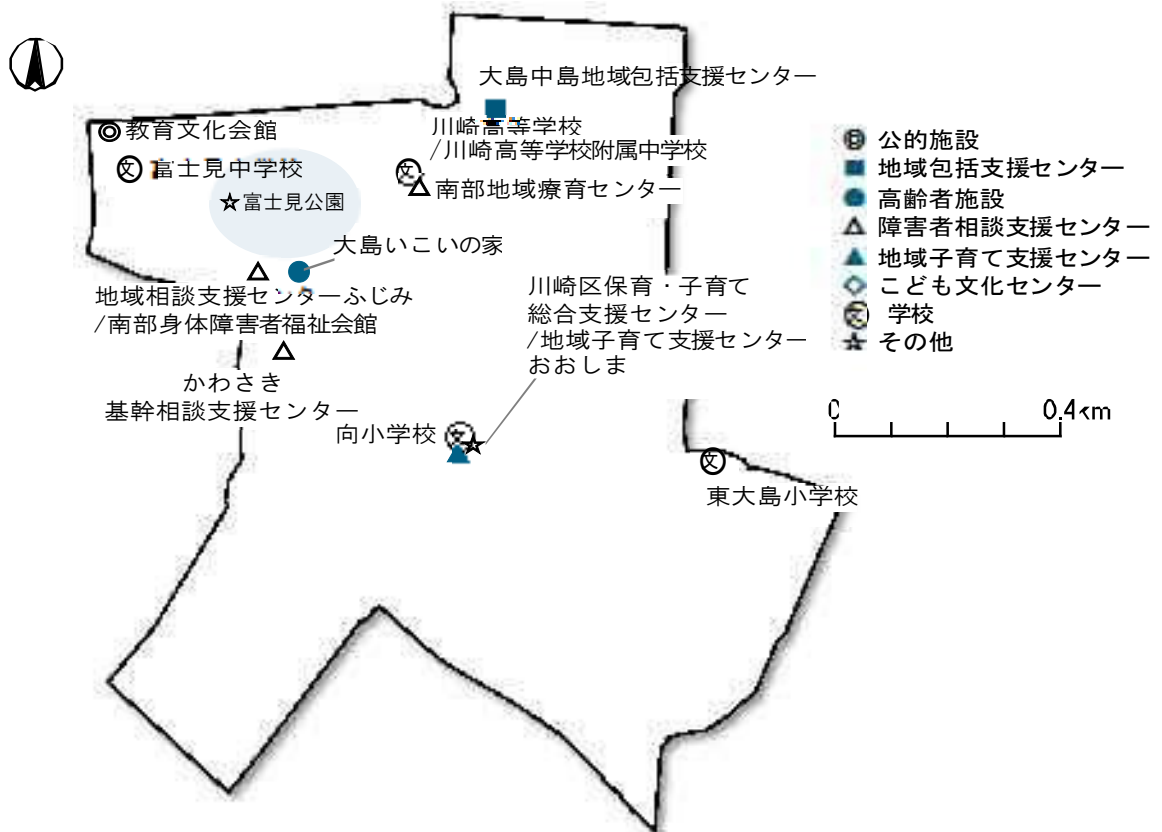 大島中島地域包括支援センター
教育文化会館
川崎高等学校
/川崎高等学校附属中学校
文 富士見中学校
文
南部地域療育センター
☆富士見公園
大島いこいの家
地域相談支援センターふじみ
/南部身体障害者福祉会館
川崎区保育・子育て
総合支援センター
/地域子育て支援センター
おおしま
かわさき
基幹相談支援センター
向小学校 文
文
東大島小学校
公的施設
地域包括支援センター
高齢者施設
障害者相談支援センター
地域子育て支援センター
こども文化センター
文 学校
その他
0 0.4km